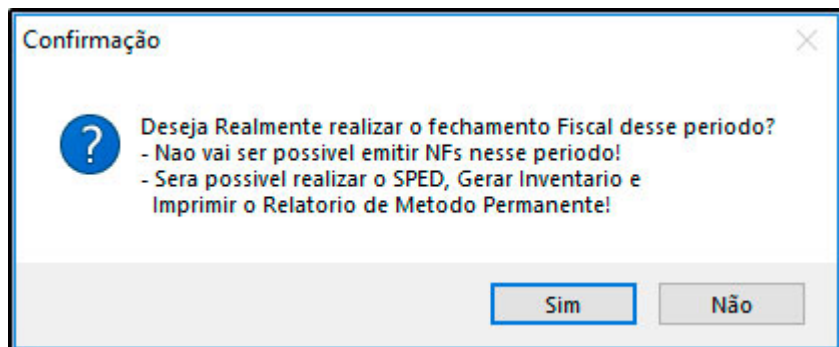 Confirmação
Deseja Realmente realizar o fechamento Fiscal desse periodo?
- Nao vai ser possivel emitir NFs nesse periodo!
- Sera possivel realizar o SPED, Gerar Inventario e
Imprimir o Relatorio de Metodo Permanente!
Sim
Não